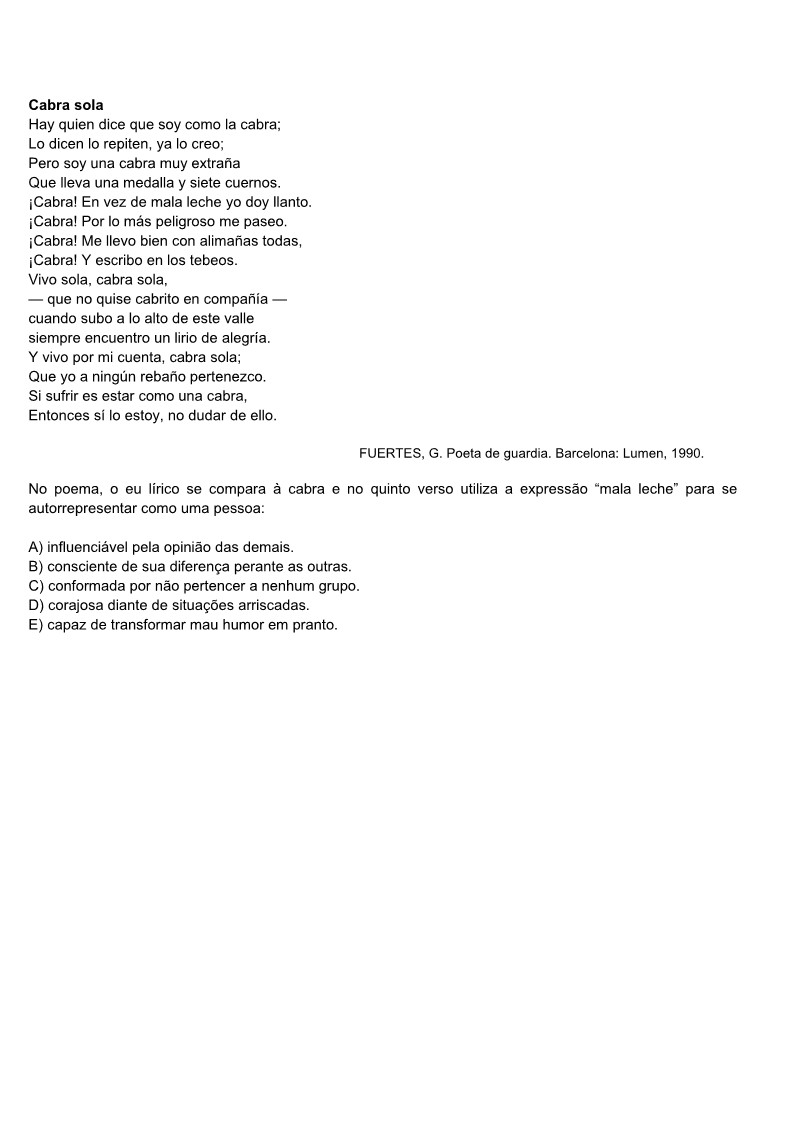 Cabra sola
Hay quien dice que soy como la cabra;
Lo dicen lo repiten, ya lo creo;
Pero soy una cabra muy extraña
Que lleva una medalla y siete cuernos.
¡Cabra! En vez de mala leche yo doy llanto.
¡Cabra! Por lo más peligroso me paseo.
¡Cabra! Me llevo bien con alimañas todas,
¡Cabra! Y escribo en los tebeos.
Vivo sola, cabra sola,
— que no quise cabrito en compañía —
cuando subo a lo alto de este valle
siempre encuentro un lirio de alegría.
Y vivo por mi cuenta, cabra sola;
Que yo a ningún rebaño pertenezco.
Si sufrir es estar como una cabra,
Entonces sí lo estoy, no dudar de ello.
FUERTES, G. Poeta de guardia. Barcelona: Lumen, 1990.
No poema, o eu lírico se compara à cabra e no quinto verso utiliza a expressão “mala leche” para se
autorrepresentar como uma pessoa:
A) influenciável pela opinião das demais.
B) consciente de sua diferença perante as outras.
C) conformada por não pertencer a nenhum grupo.
D) corajosa diante de situações arriscadas.
E) capaz de transformar mau humor em pranto.